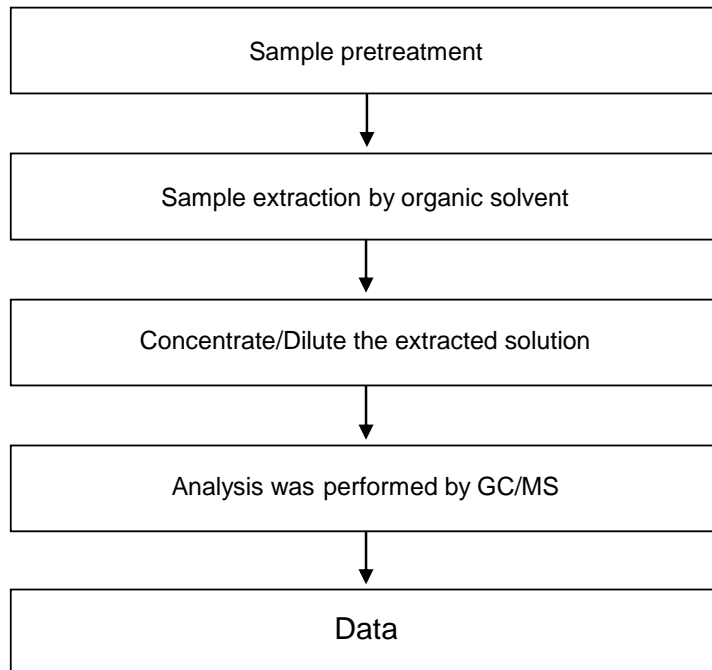 Sample pretreatment
Sample extraction by organic solvent
Concentrate/Dilute the extracted solution
Analysis was performed by GC/MS
Data